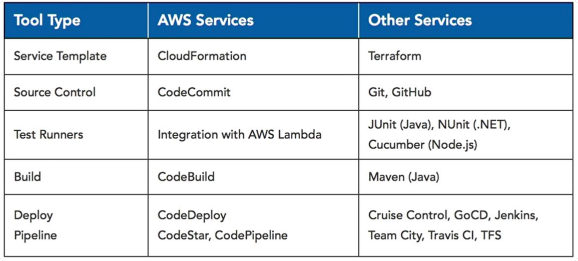 Tool Type AWS Services Other Services
Service Template CloudFormation Terraform
Source Control CodeCommit Git, GitHub
Test Runners Integration with AWS Lambda JUnit (Java), NUnit (.NET),
Cucumber (Node.js)
Build CodeBuild Maven (Java)
Deploy CodeDeploy Cruise Control, GoCD, Jenkins,
Pipeline CodeStar, CodePipeline Team City, Travis CI, TFS